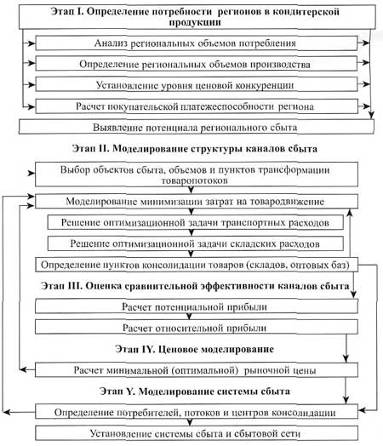 Этап I. Определение потребности регионов в кондитерской
продукции
Анализ региональных объемов потребления
Определение региональных объемов производства
Установление уровня ценовой конкуренции
Расчет покупательской платежеспособности региона
Выявление потенциала регионального сбыта
Этап II. Моделирование структуры каналов сбыта
Выбор объектов сбыта, объемов и пунктов трансформации
товаропотоков
Моделирование минимизации затрат на товародвижение
Решение оптимизационной задачи транспортных расходов
Решение оптимизационной задачи складских расходов
Определение пунктов консолидации товаров (складов, оптовых баз)
Этап III. Оценка сравнительной эффективности каналов сбыта
Расчет потенциальной прибыли
Расчет относительной прибыли
Этап IY. Ценовое моделирование
Расчет минимальной (оптимальной) рыночной цены
Этап Y. Моделирование системы сбыта
Определение потребителей, потоков и центров консолидации
Установление системы сбыта и сбытовой сети